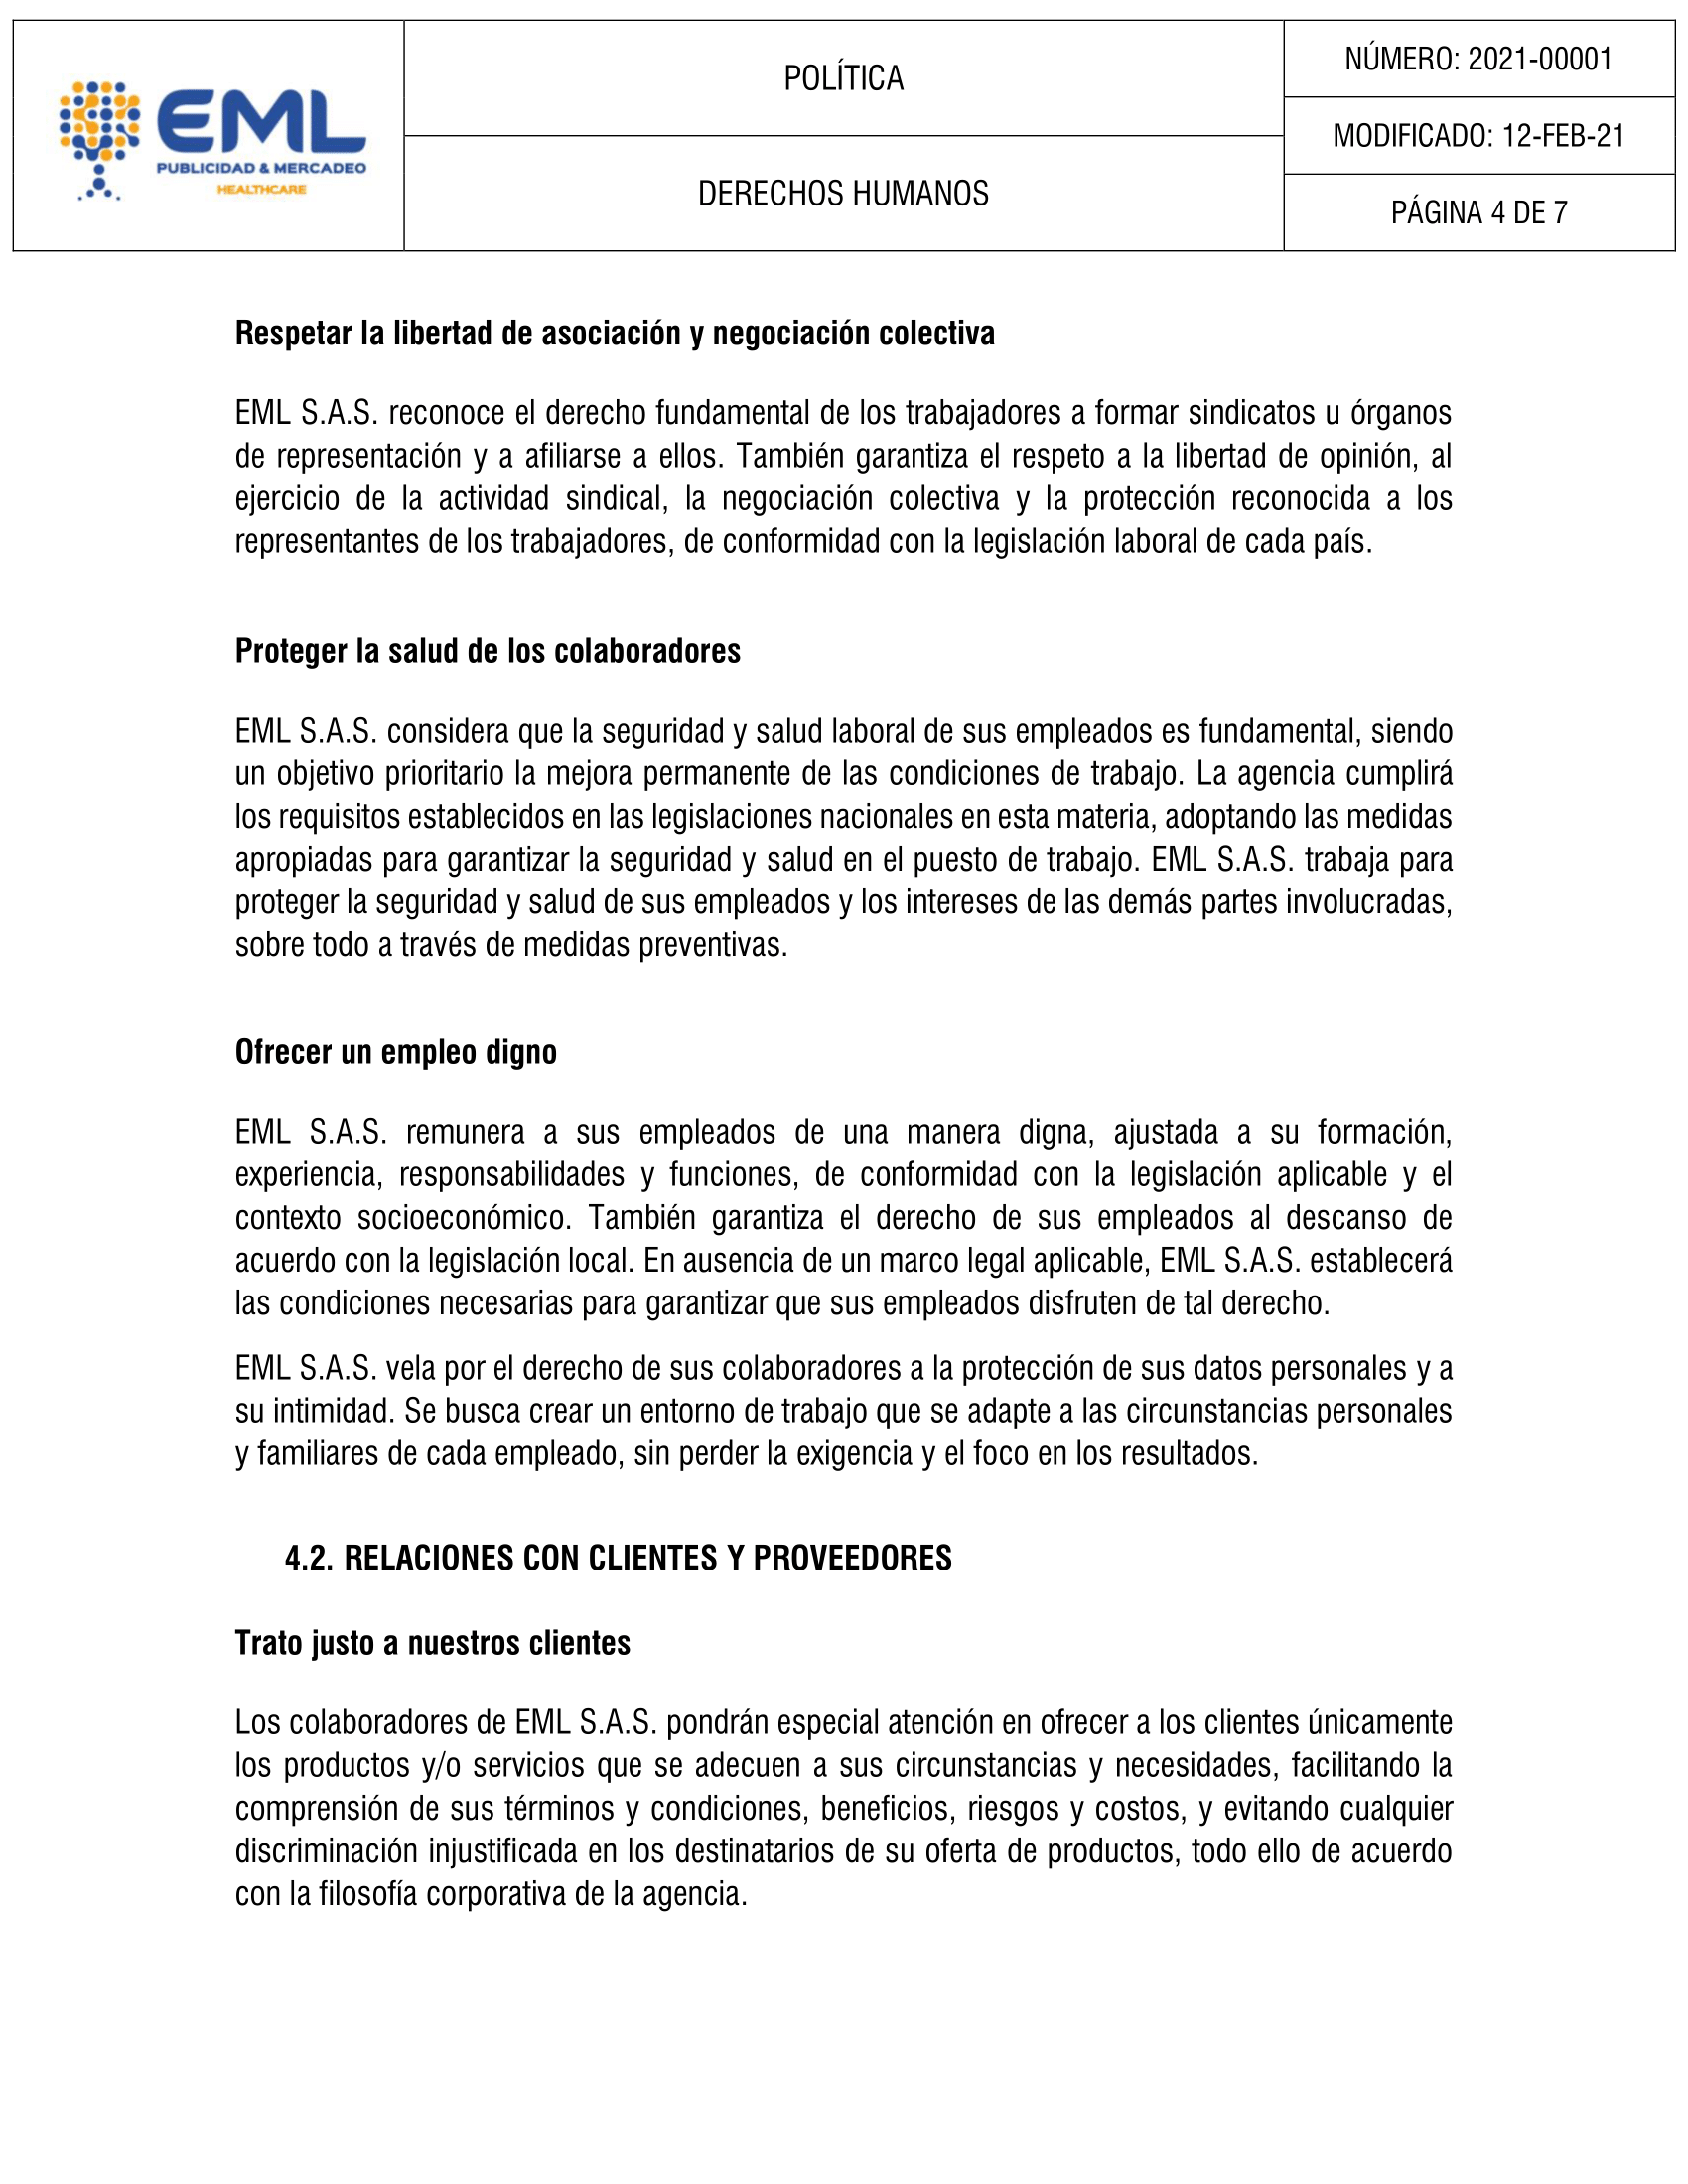 EML
PUBLICIDAD & MERCADEO
HEALTHCARE
POLÍTICA
DERECHOS HUMANOS
NÚMERO: 2021-00001
MODIFICADO: 12-FEB-21
PÁGINA 4 DE 7
Respetar la libertad de asociación y negociación colectiva
EML S.A.S. reconoce el derecho fundamental de los trabajadores a formar sindicatos u órganos
de representación y a afiliarse a ellos. También garantiza el respeto a la libertad de opinión, al
ejercicio de la actividad sindical, la negociación colectiva y la protección reconocida a los
representantes de los trabajadores, de conformidad con la legislación laboral de cada país.
Proteger la salud de los colaboradores
EML S.A.S. considera que la seguridad y salud laboral de sus empleados es fundamental, siendo
un objetivo prioritario la mejora permanente de las condiciones de trabajo. La agencia cumplirá
los requisitos establecidos en las legislaciones nacionales en esta materia, adoptando las medidas
apropiadas para garantizar la seguridad y salud en el puesto de trabajo. EML S.A.S. trabaja para
proteger la seguridad y salud de sus empleados y los intereses de las demás partes involucradas,
sobre todo a través de medidas preventivas.
Ofrecer un empleo digno
EML S.A.S. remunera a sus empleados de una manera digna, ajustada a su formación,
experiencia, responsabilidades y funciones, de conformidad con la legislación aplicable y el
contexto socioeconómico. También garantiza el derecho de sus empleados al descanso de
acuerdo con la legislación local. En ausencia de un marco legal aplicable, EML S.A.S. establecerá
las condiciones necesarias para garantizar que sus empleados disfruten de tal derecho.
EML S.A.S. vela por el derecho de sus colaboradores a la protección de sus datos personales y a
su intimidad. Se busca crear un entorno de trabajo que se adapte a las circunstancias personales
y familiares de cada empleado, sin perder la exigencia y el foco en los resultados.
4.2. RELACIONES CON CLIENTES Y PROVEEDORES
Trato justo a nuestros clientes
Los colaboradores de EML S.A.S. pondrán especial atención en ofrecer a los clientes únicamente
los productos y/o servicios que se adecuen a sus circunstancias y necesidades, facilitando la
comprensión de sus términos y condiciones, beneficios, riesgos y costos, y evitando cualquier
discriminación injustificada en los destinatarios de su oferta de productos, todo ello de acuerdo
con la filosofía corporativa de la agencia.